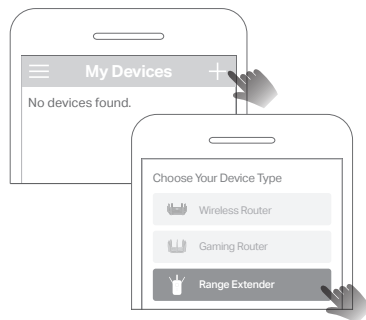 My Devices
No devices found.
Choose Your Device Type
Wireless Router
Gaming Router
Range Extender